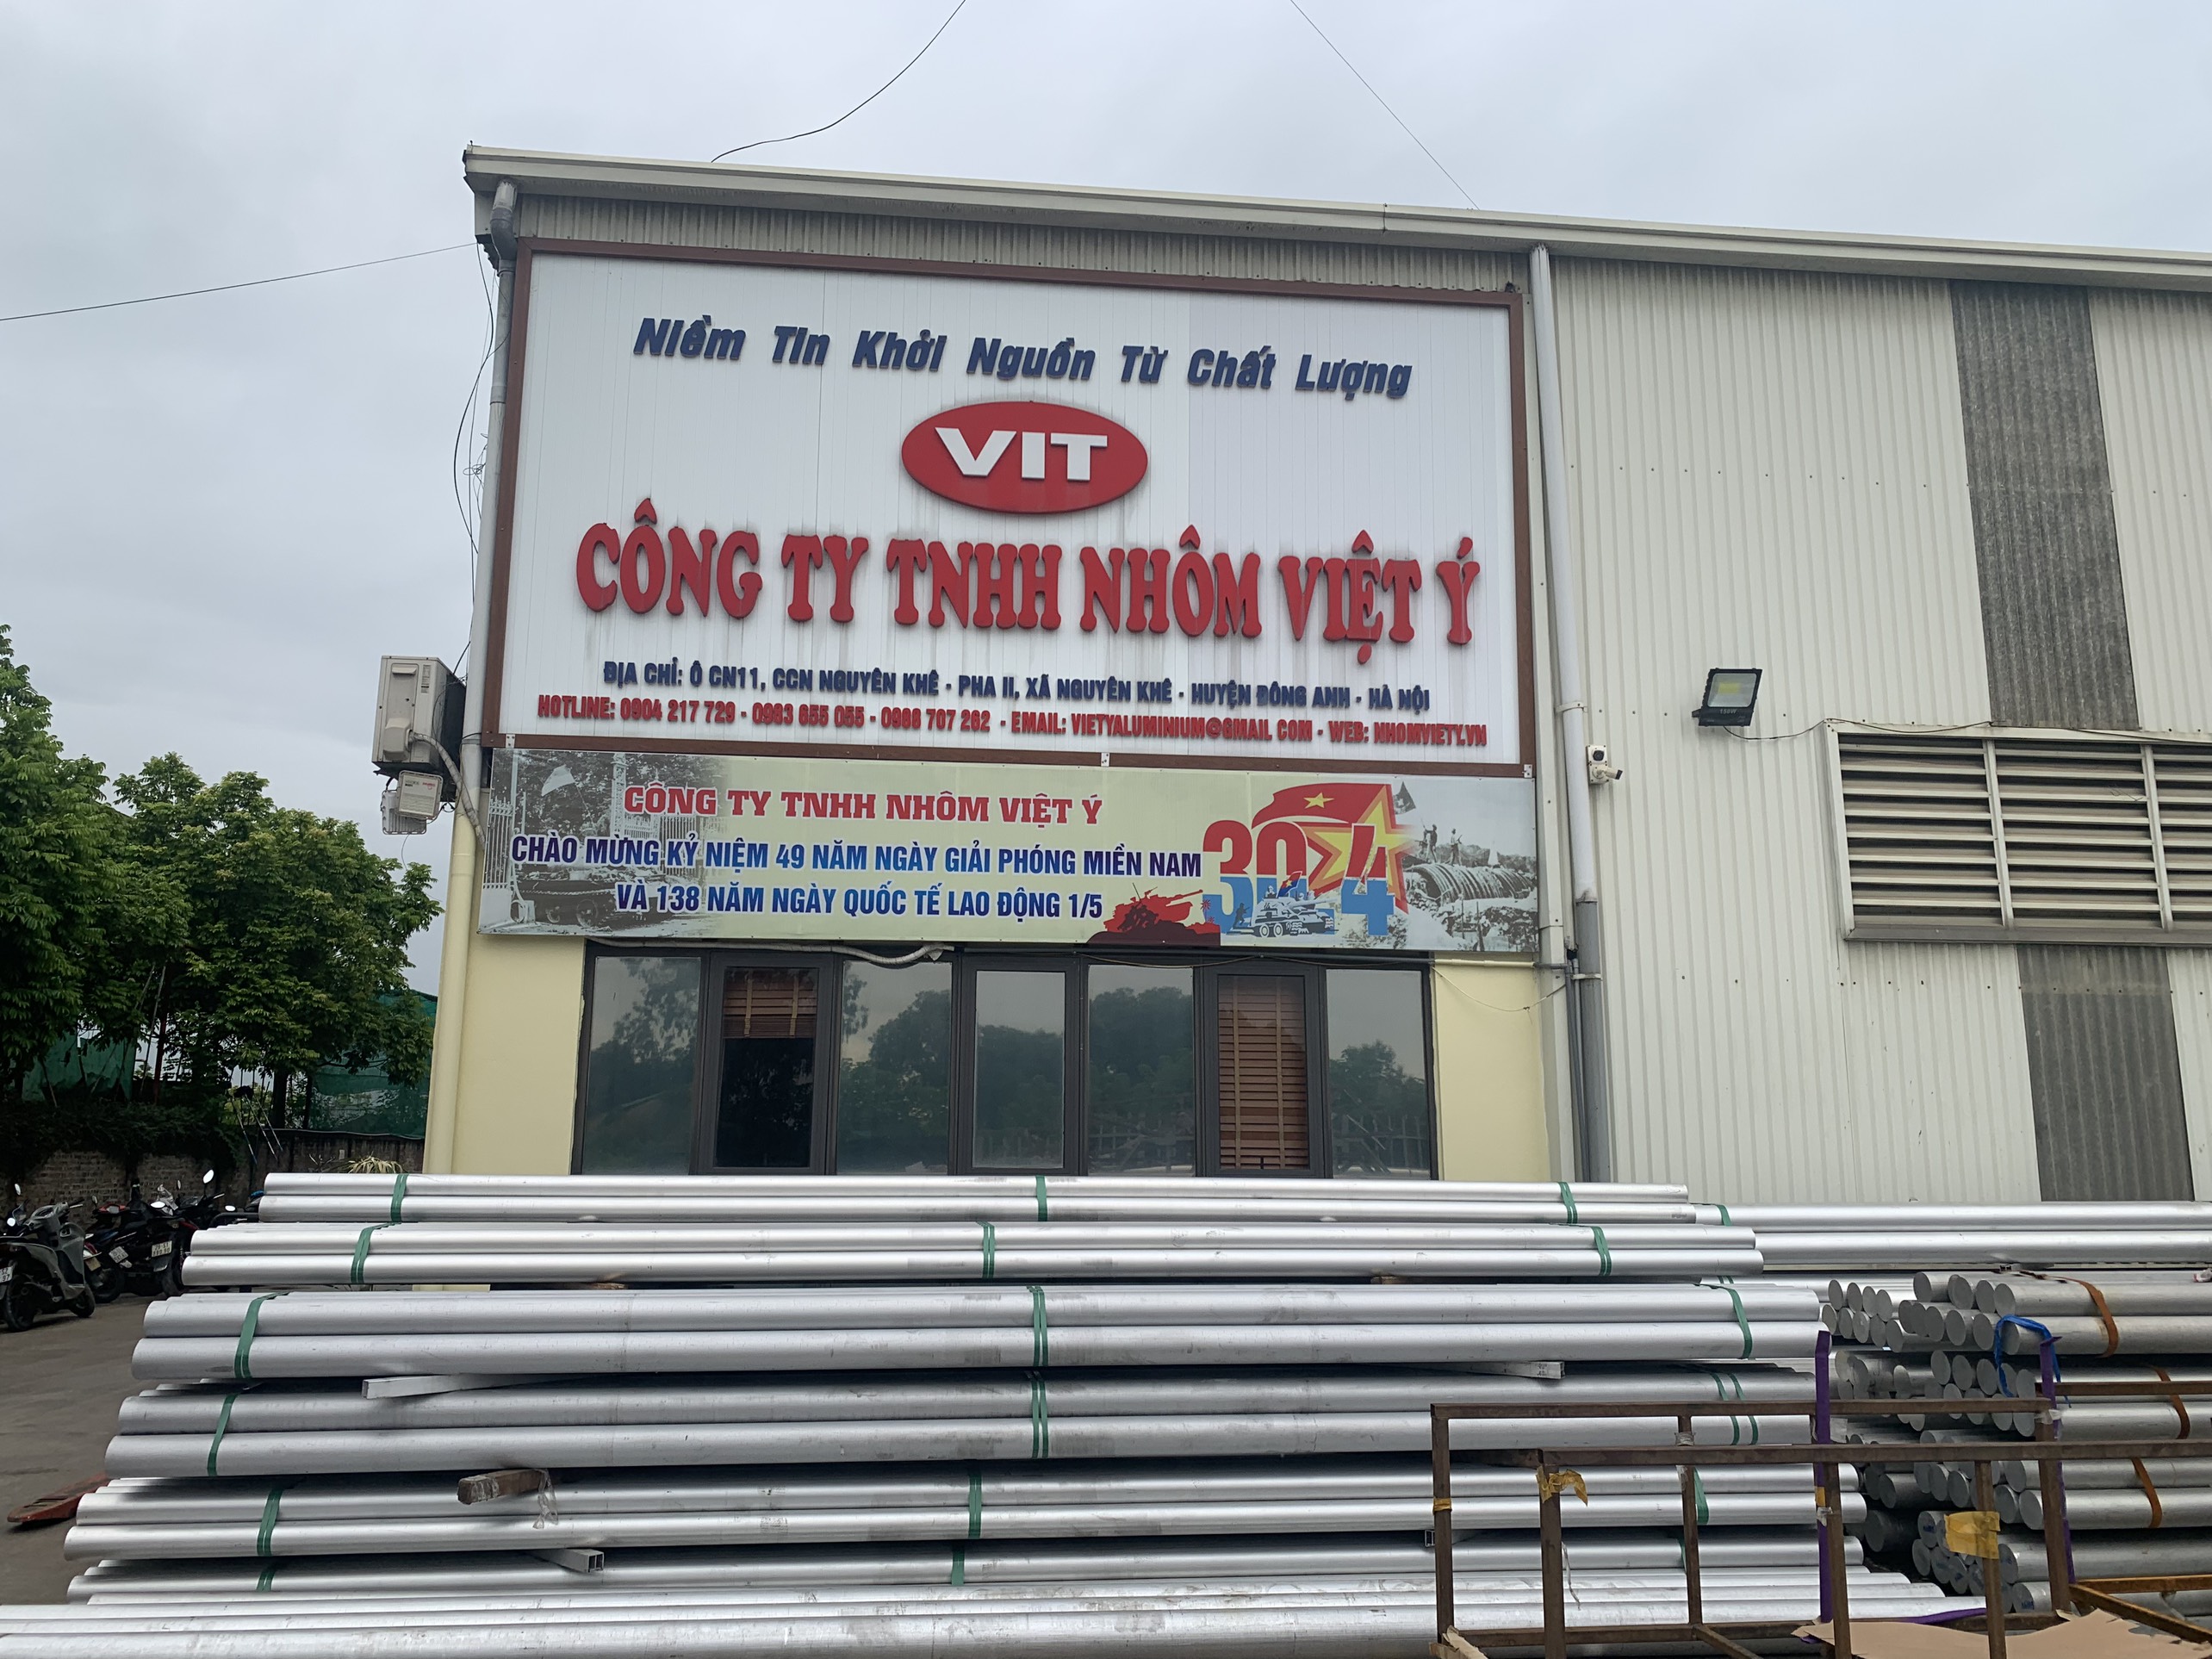 Niềm Tin Khởi Nguồn Từ Chất Lượng
VIT
CÔNG TY TNHH NHÔM VIỆT Ý
ĐỊA CHỈ: Ô CN11, CCN NGUYÊN KHÊ - PHA II, XÃ NGUYÊN KHÊ - HUYỆN ĐÔNG ANH - HÀ NỘI
HOTLINE: 0904 217 729 - 0983 655 055 - 0988 707 262 - EMAIL: VIETYALUMINIUM@GMAIL COM - WEB: NHOMVIETY.VN
CÔNG TY TNHH NHÔM VIỆT Ý
CHÀO MỪNG KỶ NIỆM 49 NĂM NGÀY GIẢI PHÓNG MIỀN NAM
VÀ 138 NĂM NGÀY QUỐC TẾ LAO ĐỘNG 1/5
30 4